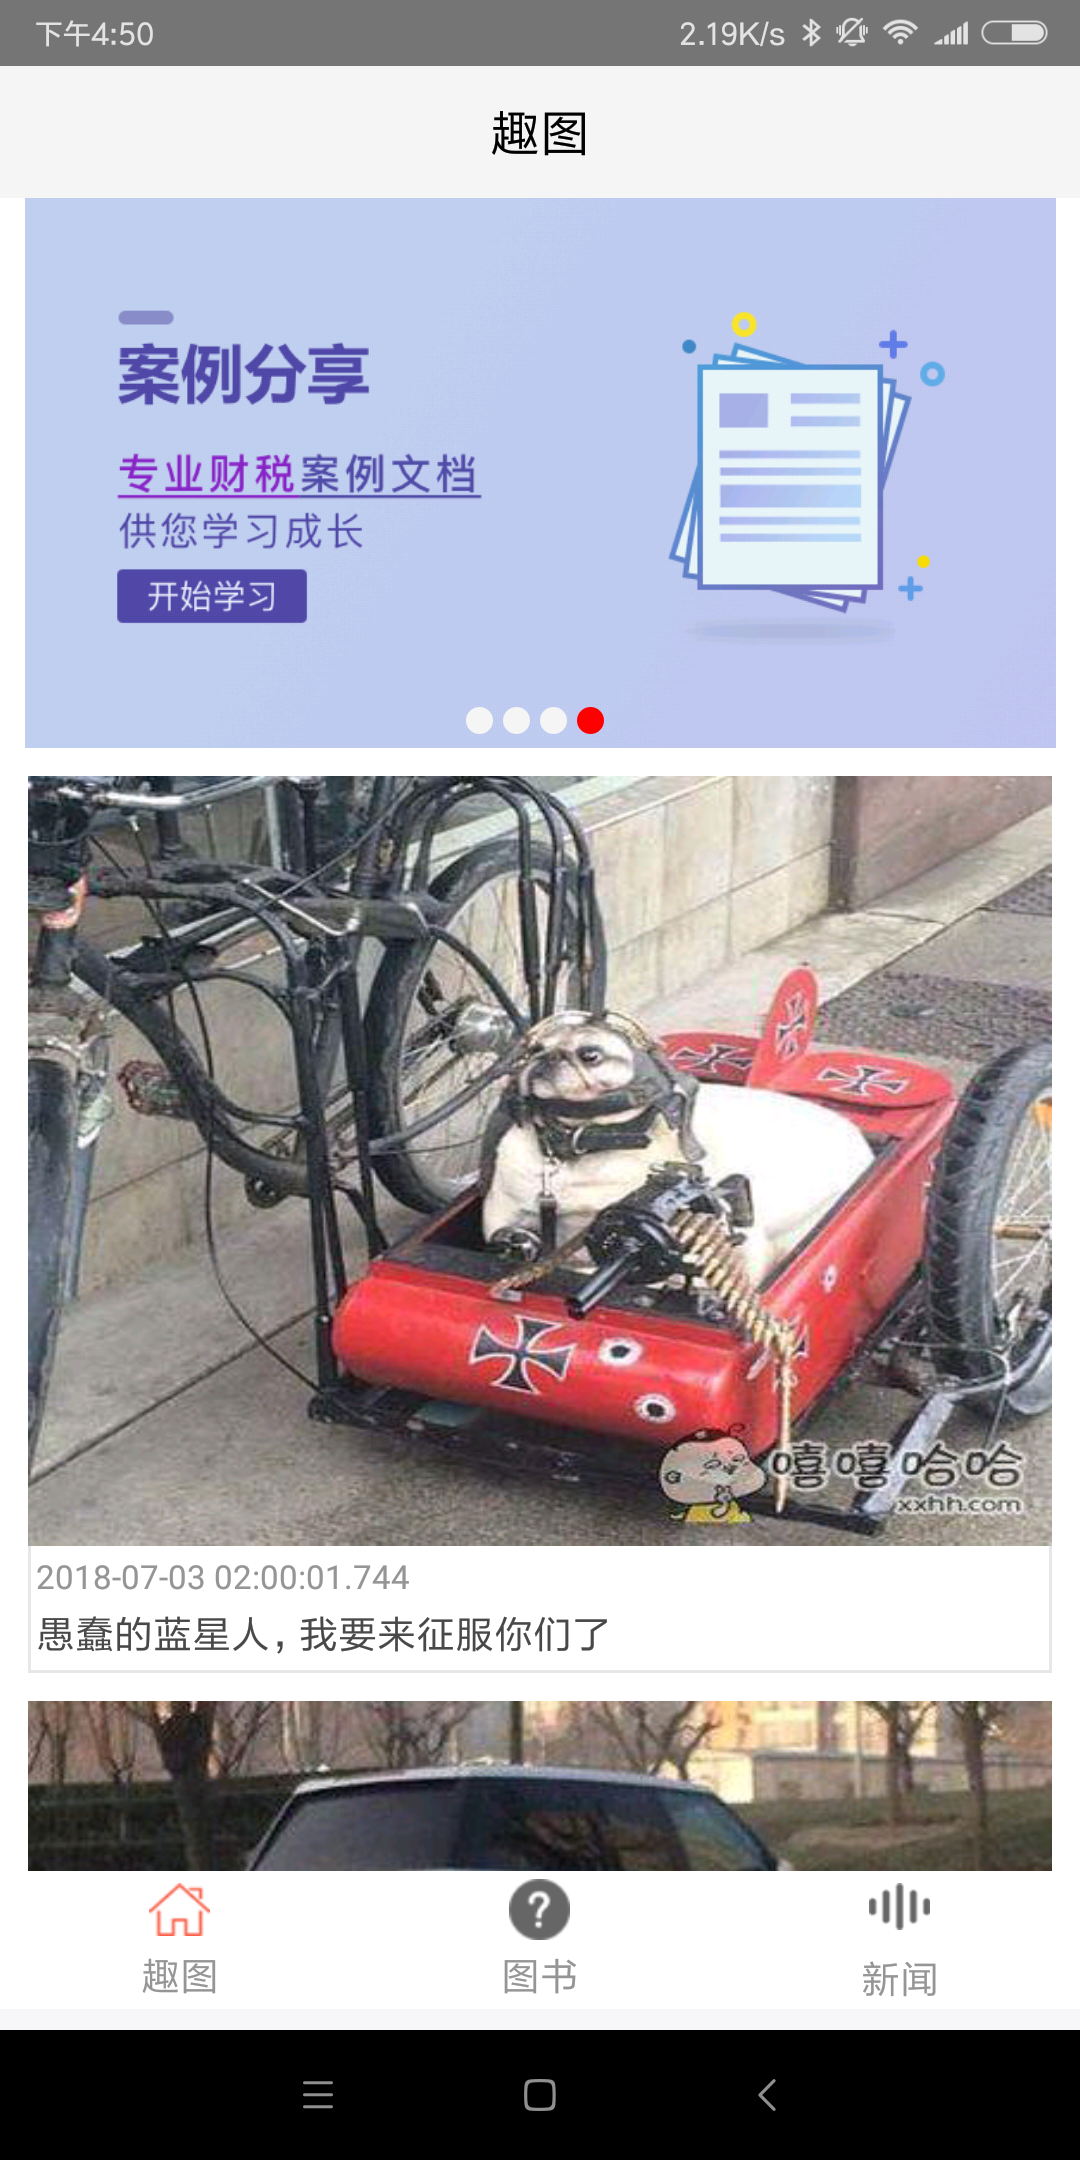 下午4:50
2.19K/s
趣图
案例分享
专业财税案例文档
供您学习成长
开始学习
嘻嘻哈哈
xxhh.com
2018-07-03 02:00:01.744
愚蠢的蓝星人，我要来征服你们了
趣图
图书
新闻